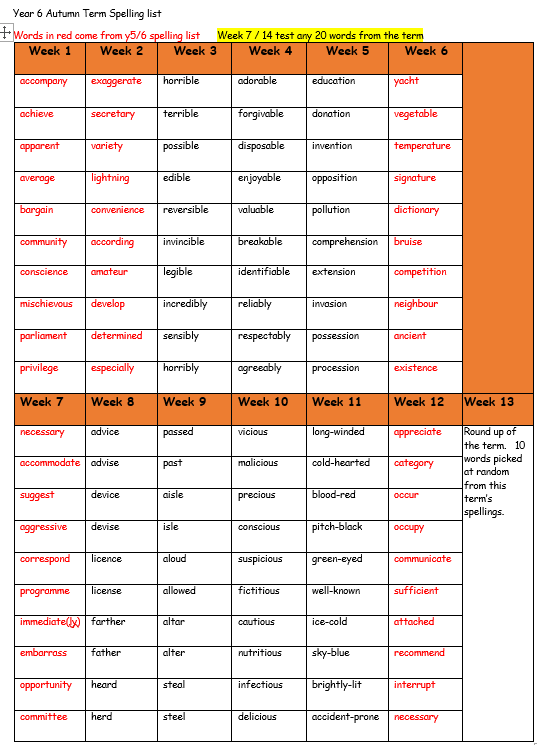 Year 6 Autumn Term Spelling list
Words in red come from y5/6 spelling list Week 7 / 14 test any 20 words from the term
Week 1 Week 2 Week 3 Week 4 Week 5 Week 6
accompany exaggerate horrible adorable education yacht
achieve secretary terrible forgivable donation vegetable
apparent variety possible disposable invention temperature
average lightning edible enjoyable opposition signature
bargain convenience reversible valuable pollution dictionary
community according invincible breakable comprehension bruise
conscience amateur legible identifiable extension competition
mischievous develop incredibly reliably invasion neighbour
parliament determined sensibly respectably possession ancient
privilege especially horribly agreeably procession existence
Week 7 Week 8 Week 9 Week 10 Week 11 Week 12 Week 13
necessary advice passed vicious long-winded appreciate Round up of
the term. 10
words picked
at random
from this
term's
spellings.
accommodate advise past malicious cold-hearted category
suggest device aisle precious blood-red occur
aggressive devise isle conscious pitch-black occupy
correspond licence aloud suspicious green-eyed communicate
programme license allowed fictitious well-known sufficient
immediate(ly) farther altar cautious ice-cold attached
embarrass father alter nutritious sky-blue recommend
opportunity heard steal infectious brightly-lit interrupt
committee herd steel delicious accident-prone necessary